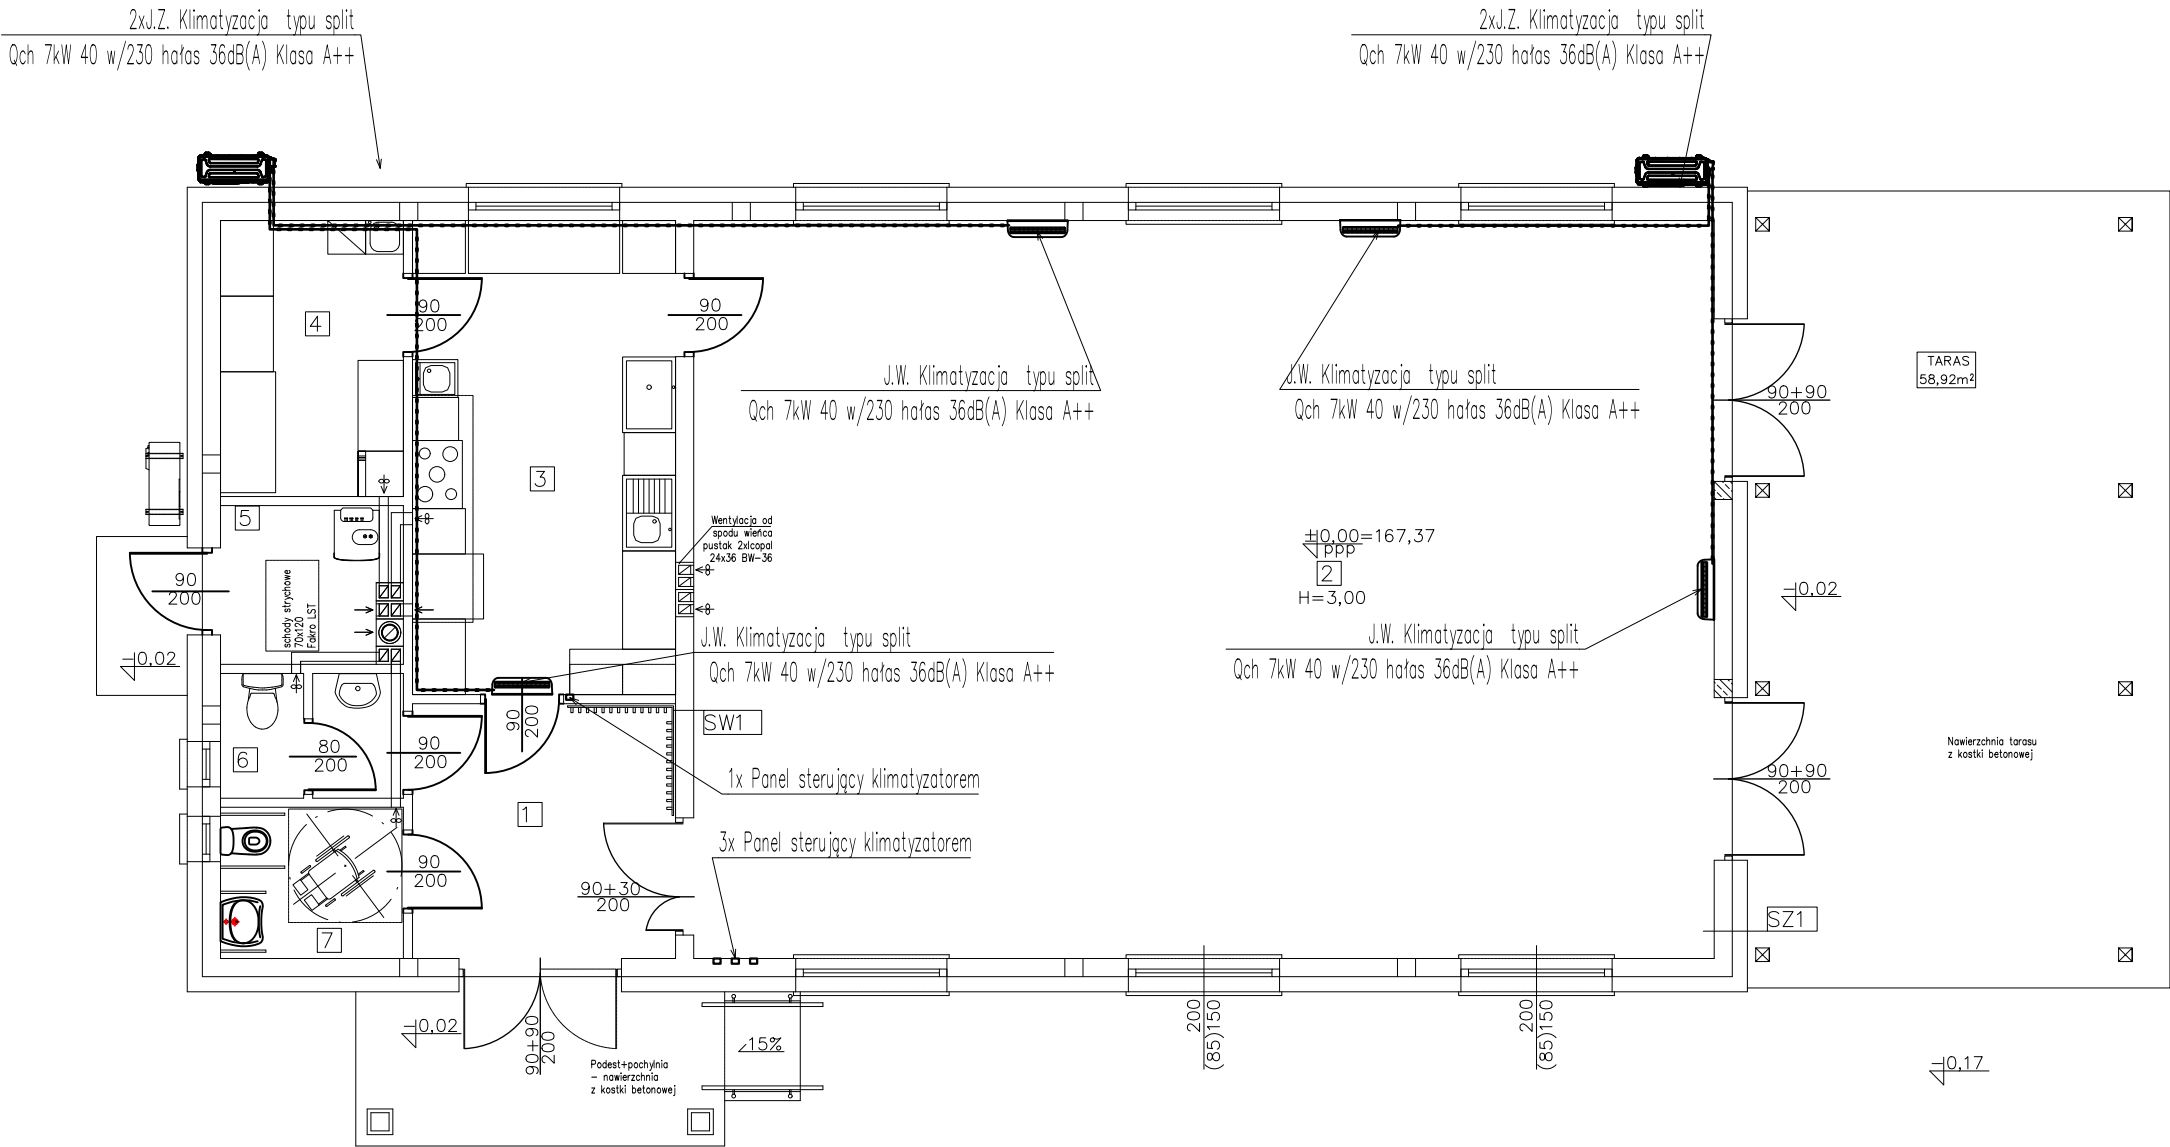 2xJ.Z. Klimatyzacja typu split
Qch 7kW 40 w/230 hałas 36dB(A) Klasa A++
2xJ.Z. Klimatyzacja typu split
Qch 7kW 40 w/230 hałas 36dB(A) Klasa A++
90
200
90
200
4
J.W. Klimatyzacja typu split
Qch 7kW 40 w/230 hałas 36dB(A) Klasa A++
J.W. Klimatyzacja typu split
Qch 7kW 40 w/230 hałas 36dB(A) Klasa A++
TARAS
58,92m²
90+90
200
3
5
Wentylacja od
spodu wieńca
pustak 2xIcopal
24x36 BW-36
±0,00=167,37
ppp
2
H=3,00
90
200
schody strychowe
70x120
Fakro LST
-0,02
-0,02
J.W. Klimatyzacja typu split
Qch 7kW 40 w/230 hałas 36dB(A) Klasa A++
J.W. Klimatyzacja typu split
Qch 7kW 40 w/230 hałas 36dB(A) Klasa A++
90
200
SW1
6
80
200
90
200
1x Panel sterujący klimatyzatorem
90+90
200
Nawierzchnia tarasu
z kostki betonowej
1
3x Panel sterujący klimatyzatorem
90
200
90+30
200
7
SZ1
-0,02
90+90
200
Podest+pochylnia
- nawierzchnia
z kostki betonowej
15%
200
(85)150
200
(85)150
-0,17